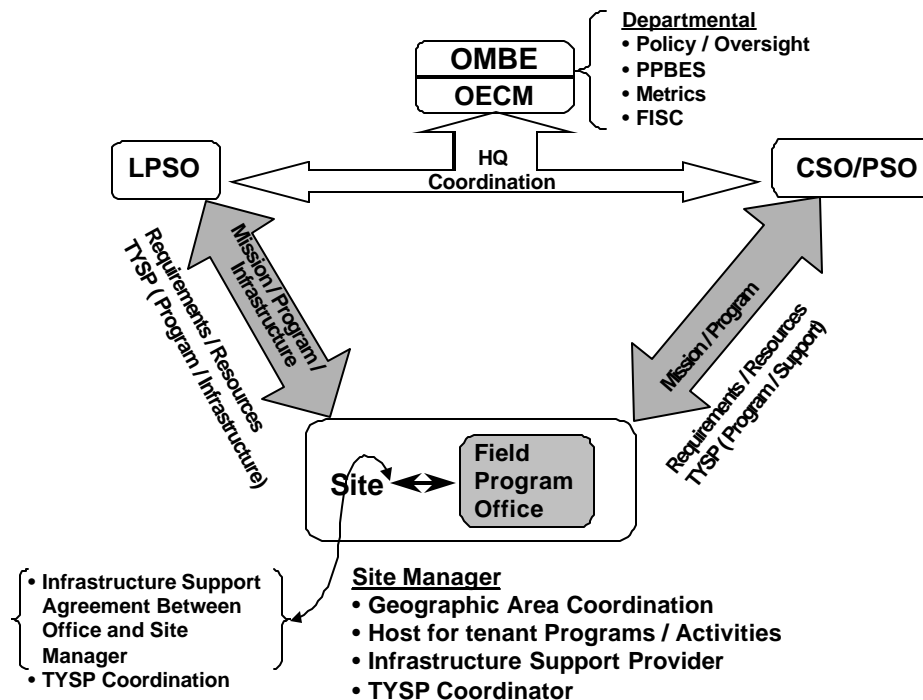 Departmental
• Policy / Oversight
• PPBES
• Metrics
• FISC
OMBE
OECM
LPSO
HQ
Coordination
CSO/PSO
Mission / Program /
Infrastructure
Requirements / Resources
TYSP ( Program / Infrastructure)
Mission / Program
Requirements / Resources
TYSP ( Program / Support)
Site
Field
Program
Office
• Infrastructure Support
Agreement Between
Office and Site
Manager
• TYSP Coordination
Site Manager
• Geographic Area Coordination
• Host for tenant Programs / Activities
• Infrastructure Support Provider
• TYSP Coordinator